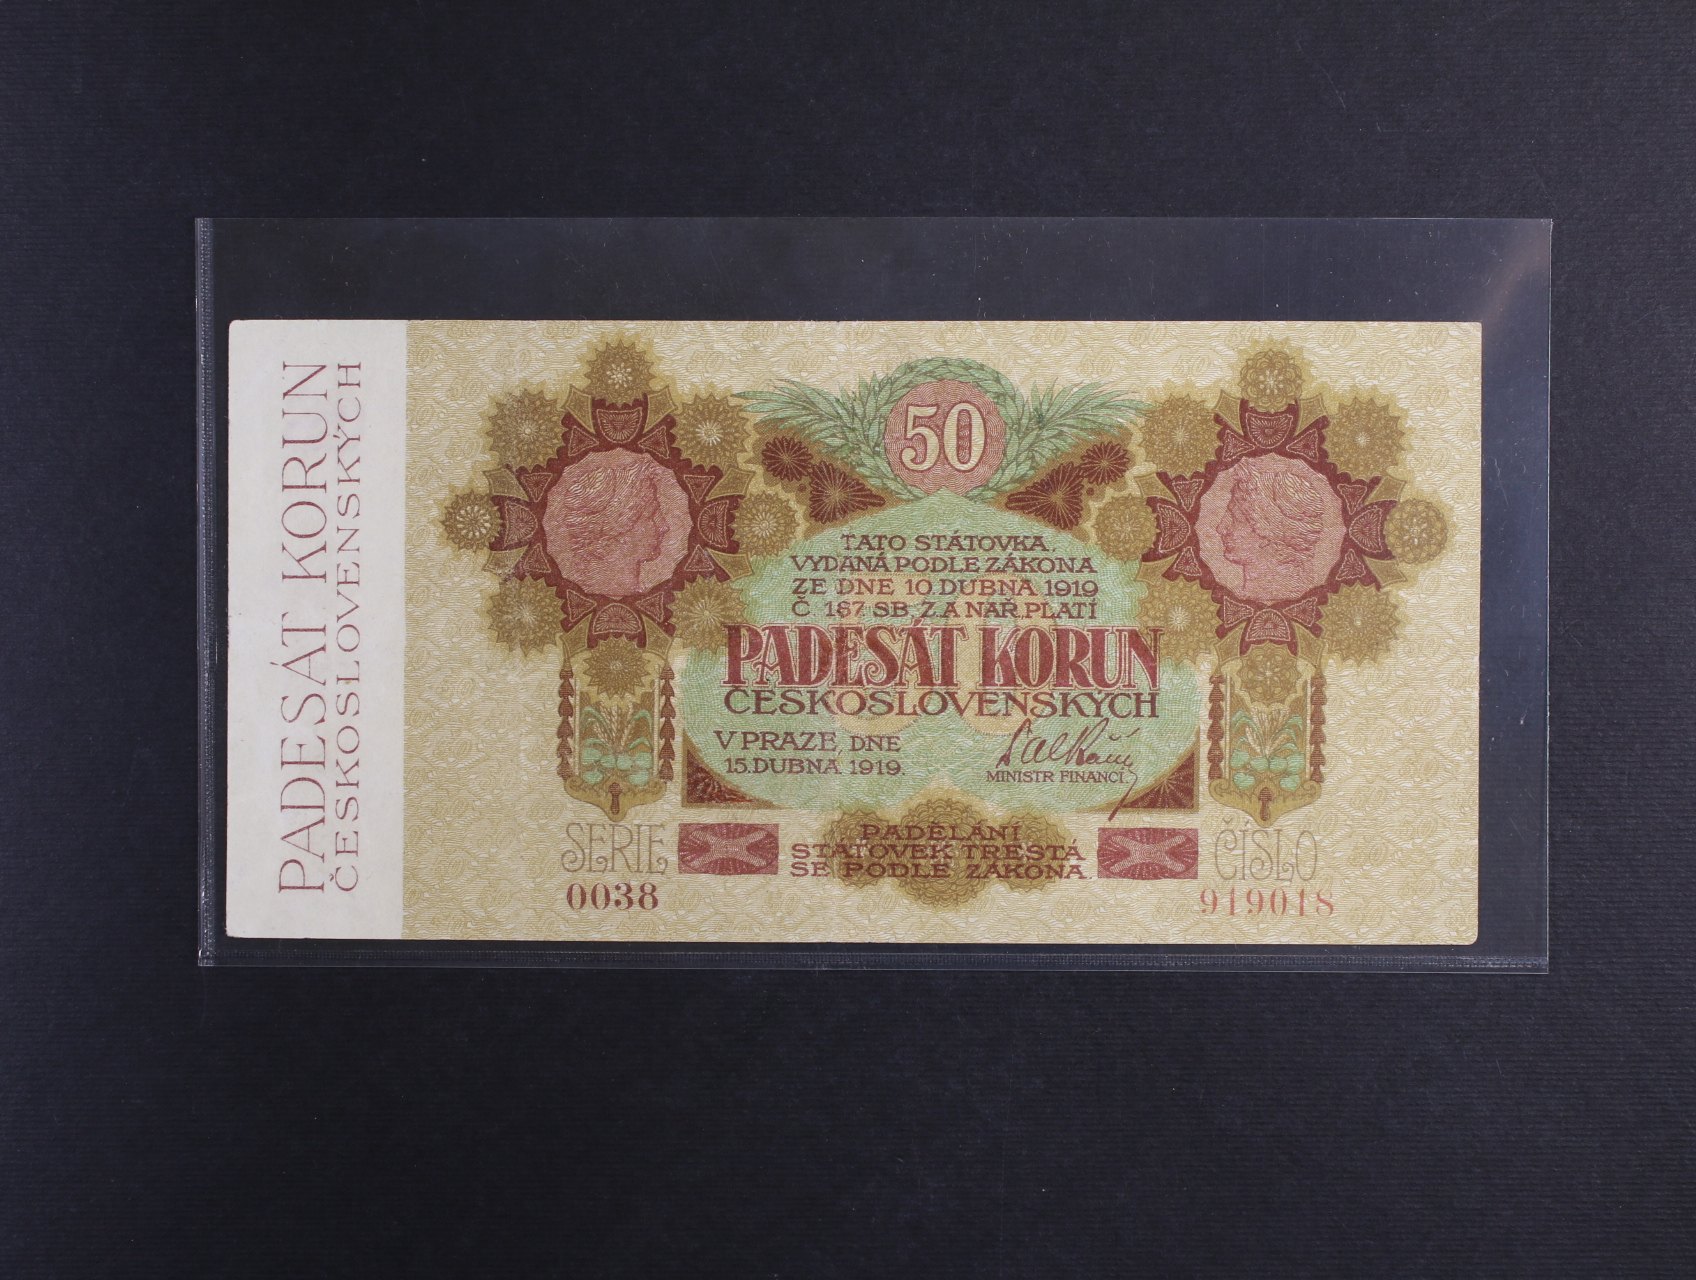 PADESÁT KORUN
ČESKOSLOVENSKÝCH
50
TATO STÁTOVKA,
VYDANÁ PODLE ZÁKONA
ZE DNE 10. DUBNA 1919
Č. 187 SB. Z. A NAŘ. PLATÍ
PADESÁT KORUN
ČESKOSLOVENSKÝCH
V PRAZE, DNE
15. DUBNA 1919.
MINISTR FINANCÍ.
PADĚLÁNÍ
STATOVEK TRESTÁ
SE PODLE ZÁKONA.
SERIE
0038
ČÍSLO
919018